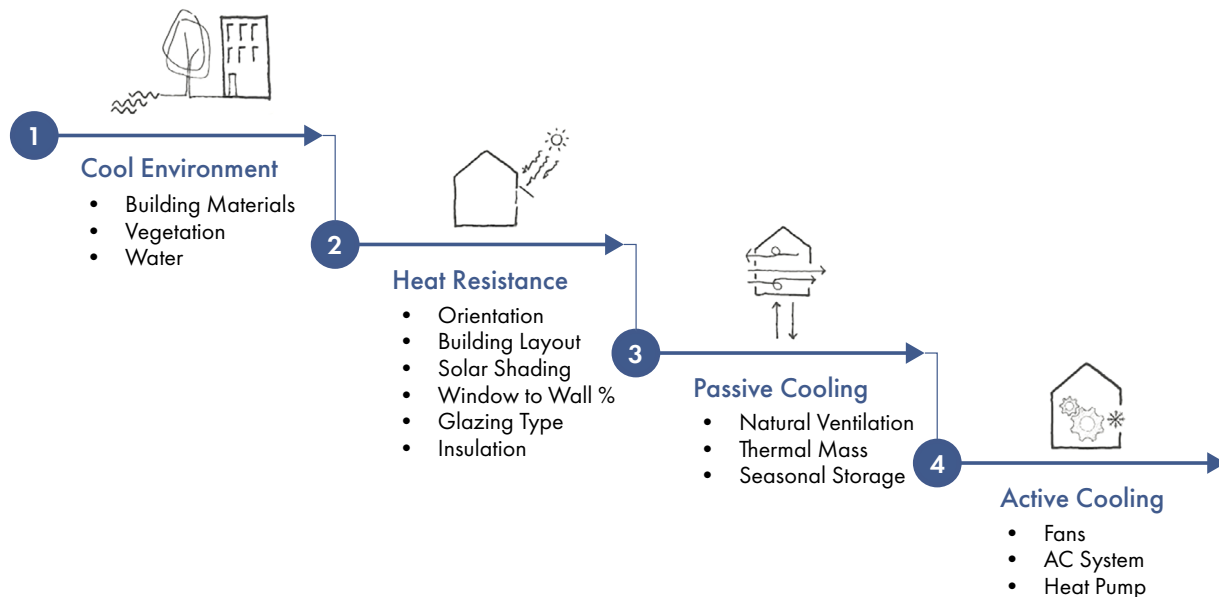 1
Cool Environment
• Building Materials
• Vegetation
• Water
2
Heat Resistance
• Orientation
• Building Layout
• Solar Shading
• Window to Wall %
• Glazing Type
• Insulation
3
Passive Cooling
• Natural Ventilation
• Thermal Mass
• Seasonal Storage
4
Active Cooling
• Fans
• AC System
• Heat Pump